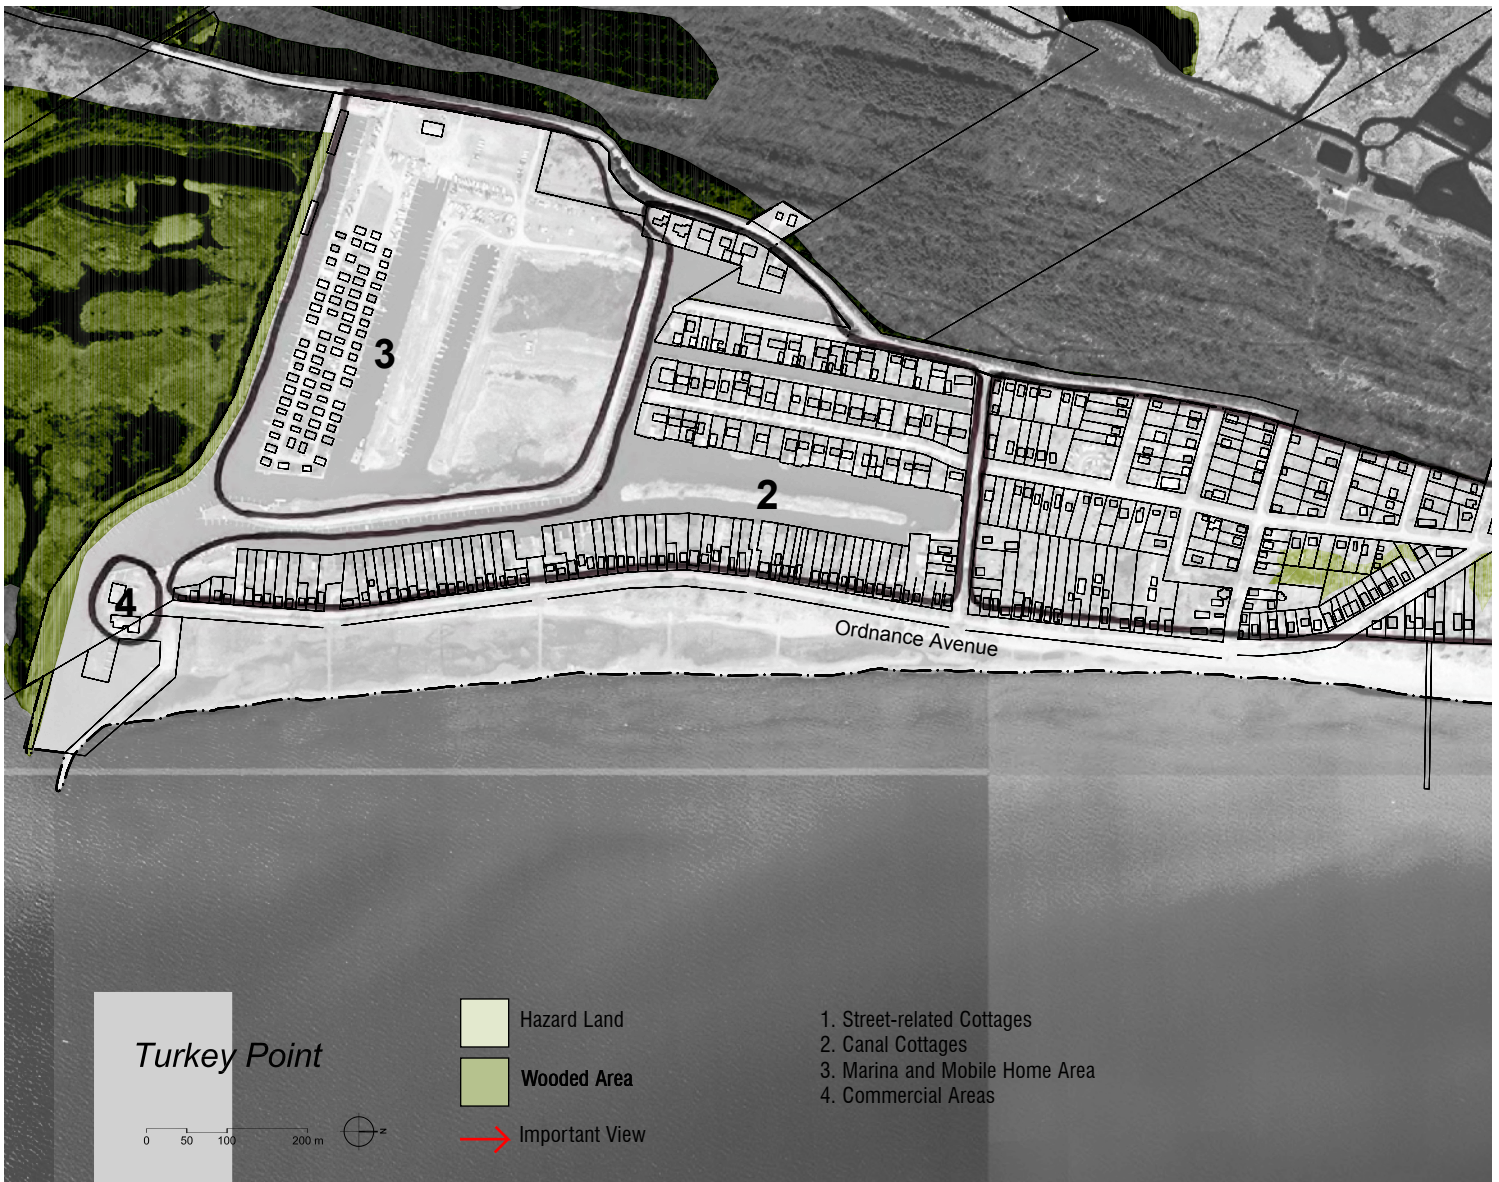 3
2
4
Ordnance Avenue
Turkey Point
0 50 100 200 m
N
Hazard Land
Wooded Area
Important View
1. Street-related Cottages
2. Canal Cottages
3. Marina and Mobile Home Area
4. Commercial Areas